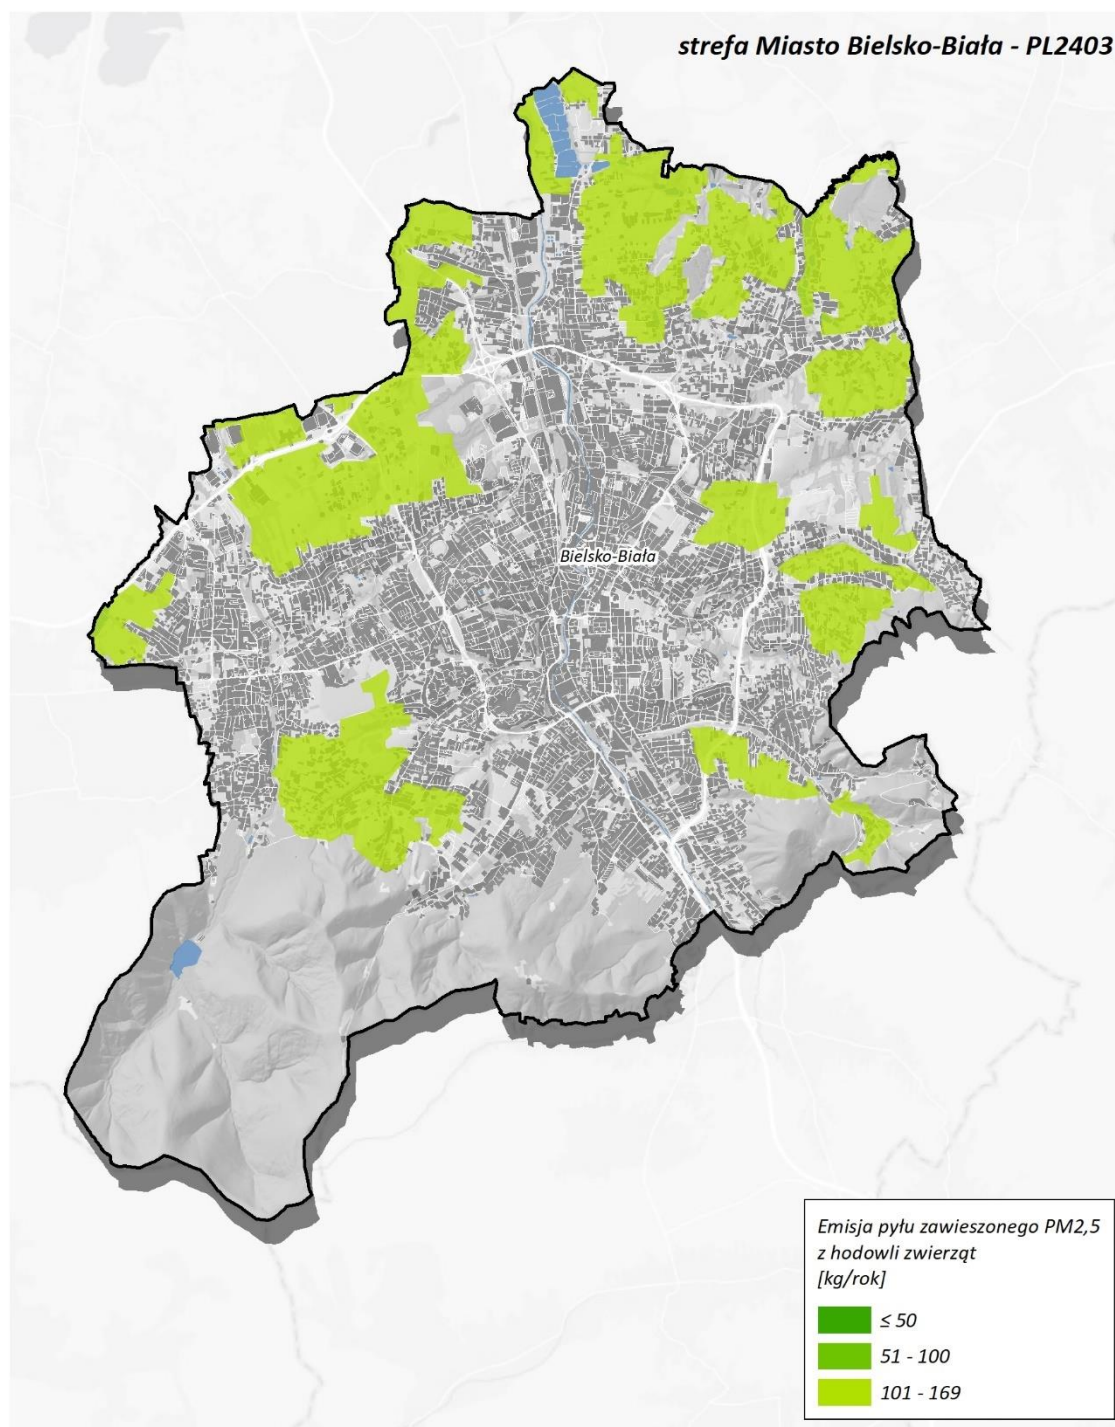 strefa Miasto Bielsko-Biała - PL2403
Bielsko-Biała
Emisja pyłu zawieszonego PM2,5
z hodowli zwierząt
[kg/rok]
≤ 50
51 - 100
101 - 169